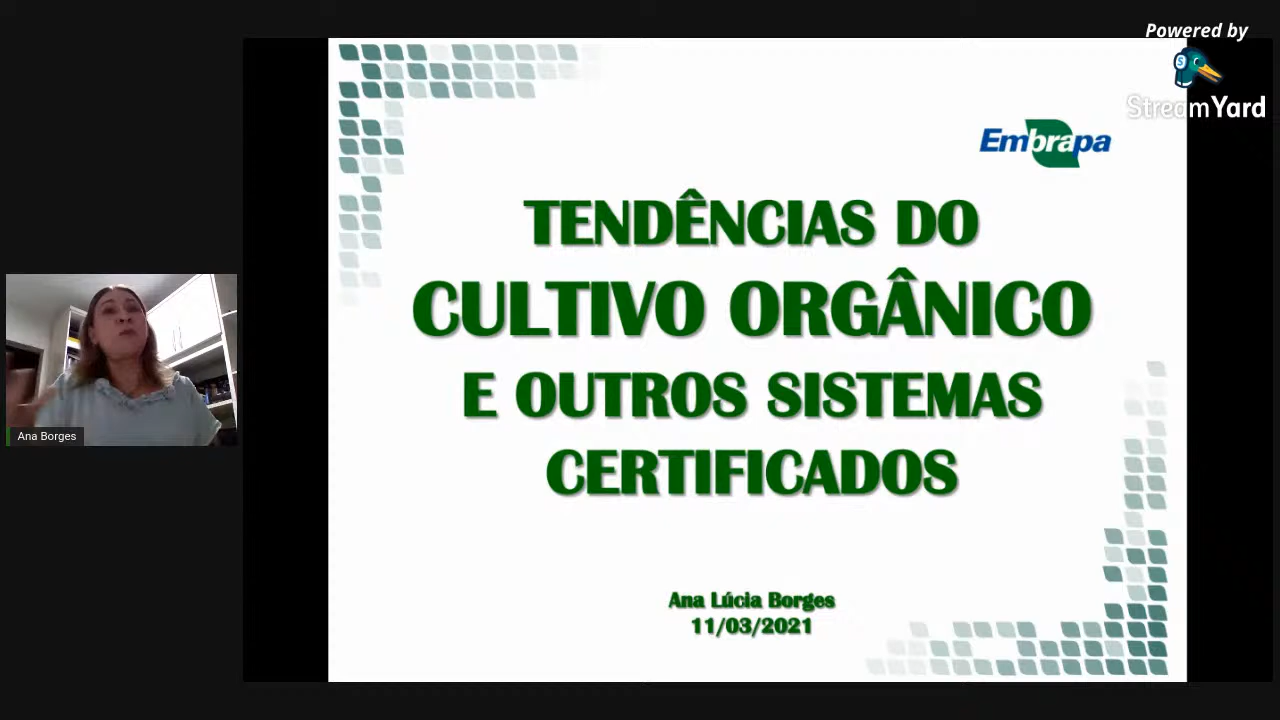 Powered by
StreamYard
Embrapa
TENDÊNCIAS DO
CULTIVO ORGÂNICO
E OUTROS SISTEMAS
CERTIFICADOS
Ana Borges
Ana Lúcia Borges
11/03/2021